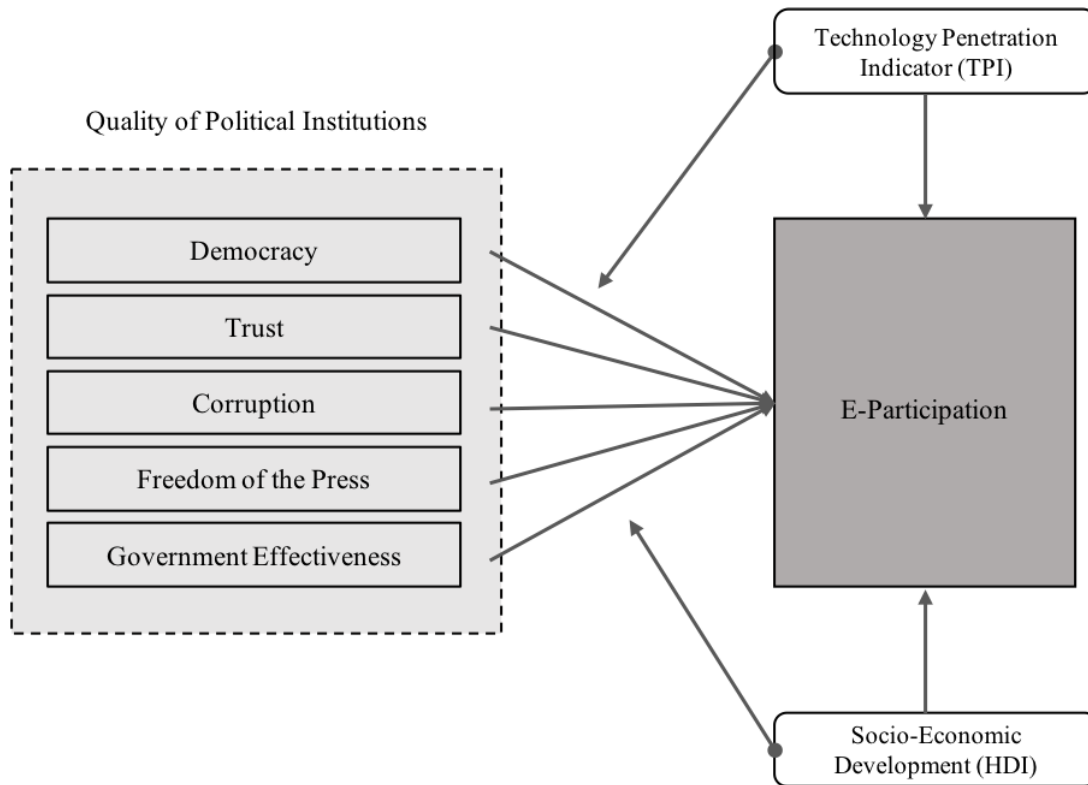 Technology Penetration
Indicator (TPI)
Quality of Political Institutions
Democracy
Trust
Corruption
Freedom of the Press
Government Effectiveness
E-Participation
Socio-Economic
Development (HDI)